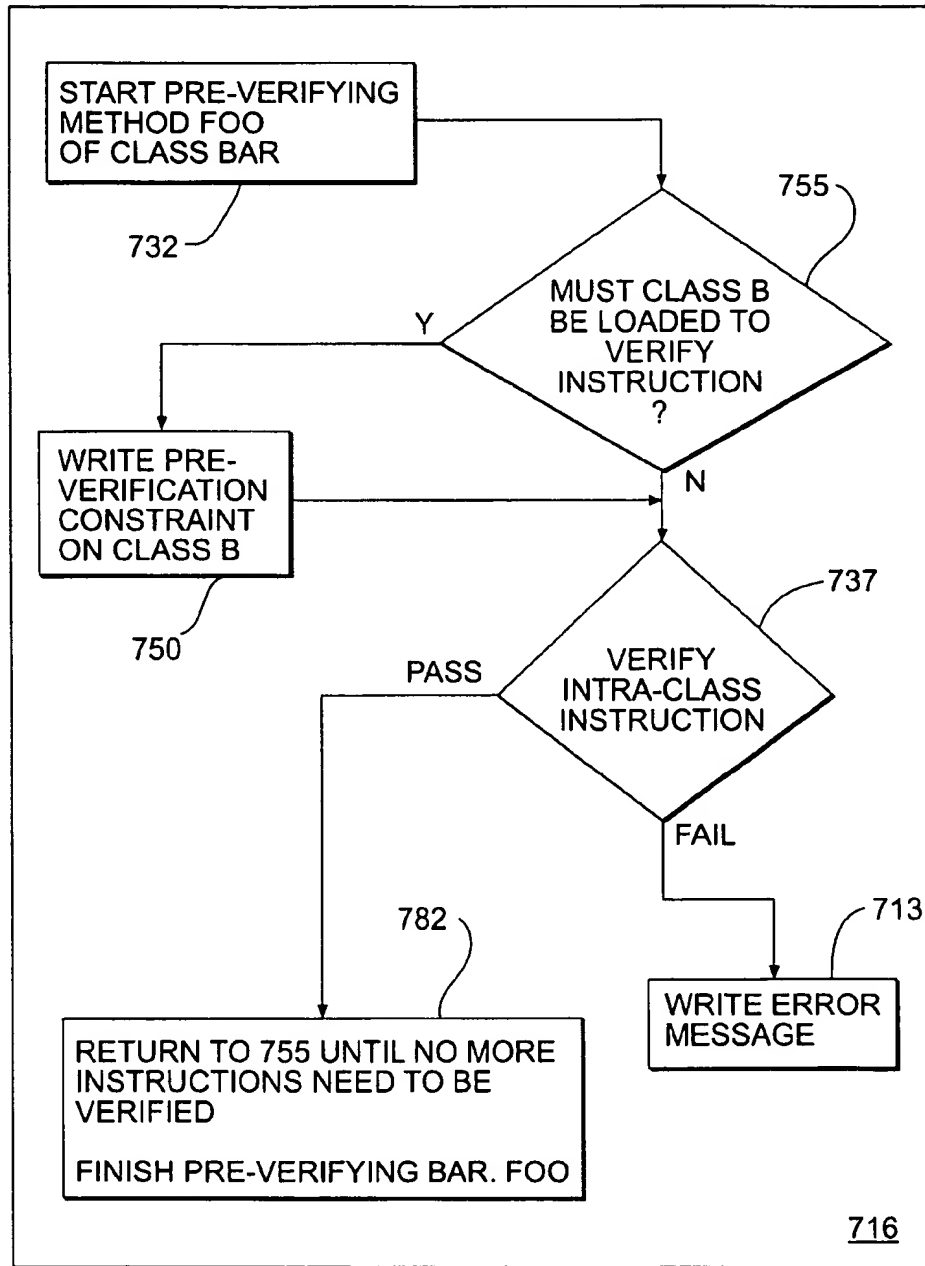 START PRE-VERIFYING
METHOD FOO
OF CLASS BAR
732
755
MUST CLASS B
BE LOADED TO
VERIFY
INSTRUCTION
?
Y
N
WRITE PRE-
VERIFICATION
CONSTRAINT
ON CLASS B
750
737
VERIFY
INTRA-CLASS
INSTRUCTION
PASS
FAIL
782
713
WRITE ERROR
MESSAGE
RETURN TO 755 UNTIL NO MORE
INSTRUCTIONS NEED TO BE
VERIFIED
FINISH PRE-VERIFYING BAR. FOO
716